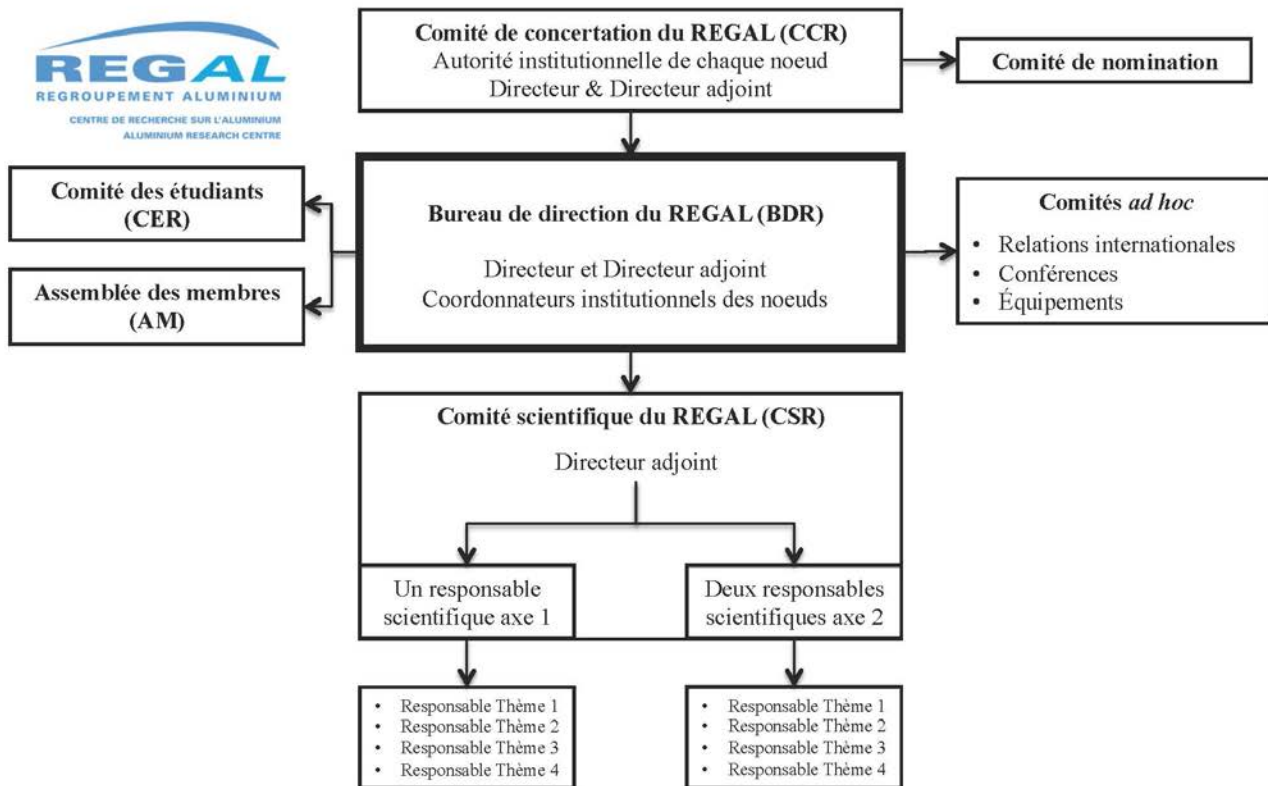 REGAL
REGROUPEMENT ALUMINIUM
CENTRE DE RECHERCHE SUR L'ALUMINIUM
ALUMINIUM RESEARCH CENTRE
Comité de concertation du REGAL (CCR)
Autorité institutionnelle de chaque noeud
Directeur & Directeur adjoint
Comité de nomination
Comité des étudiants
(CER)
Assemblée des membres
(AM)
Bureau de direction du REGAL (BDR)
Directeur et Directeur adjoint
Coordonnateurs institutionnels des noeuds
Comités ad hoc
• Relations internationales
• Conférences
• Équipements
Comité scientifique du REGAL (CSR)
Directeur adjoint
Un responsable
scientifique axe 1
Deux responsables
scientifiques axe 2
• Responsable Thème 1
• Responsable Thème 2
• Responsable Thème 3
• Responsable Thème 4
• Responsable Thème 1
• Responsable Thème 2
• Responsable Thème 3
• Responsable Thème 4